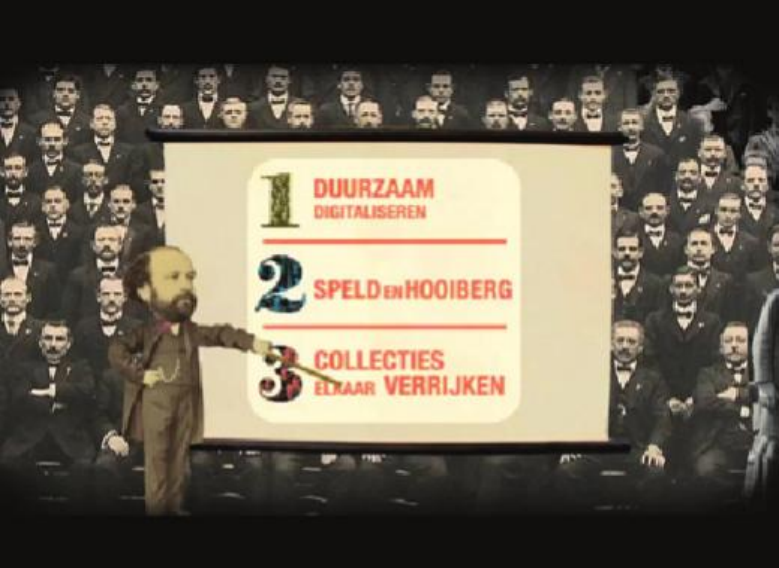 1 DUURZAAM
DIGITALISEREN
2 SPELD EN HOOIBERG
3 COLLECTIES
ELKAAR VERRIJKEN